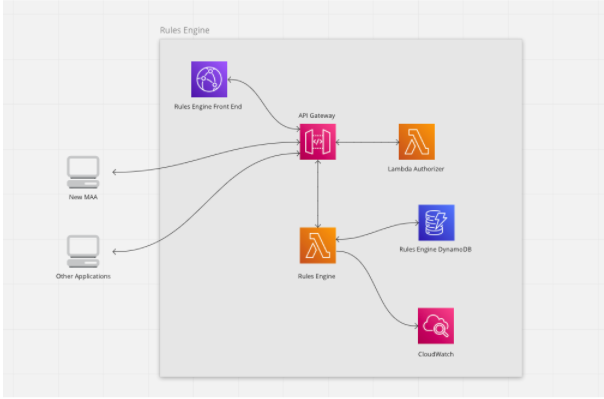 Rules Engine
Rules Engine Front End
API Gateway
Lambda Authorizer
New MAA
Rules Engine DynamoDB
Other Applications
Rules Engine
CloudWatch